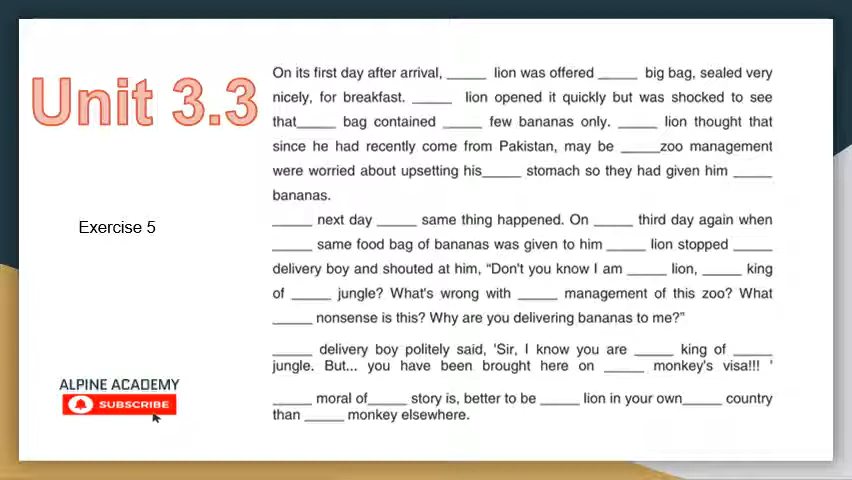 Unit 3.3
Exercise 5
On its first day after arrival, _____ lion was offered _____ big bag, sealed very
nicely, for breakfast. _____ lion opened it quickly but was shocked to see
that_____ bag contained _____ few bananas only. _____ lion thought that
since he had recently come from Pakistan, may be _____zoo management
were worried about upsetting his_____ stomach so they had given him _____
bananas.
_____ next day _____ same thing happened. On _____ third day again when
_____ same food bag of bananas was given to him _____ lion stopped _____
delivery boy and shouted at him, “Don't you know I am _____ lion, _____ king
of _____ jungle? What's wrong with _____ management of this zoo? What
_____ nonsense is this? Why are you delivering bananas to me?”
_____ delivery boy politely said, 'Sir, I know you are _____ king of _____
jungle. But... you have been brought here on _____ monkey's visa!!! '
_____ moral of_____ story is, better to be _____ lion in your own_____ country
than _____ monkey elsewhere.
ALPINE ACADEMY
SUBSCRIBE